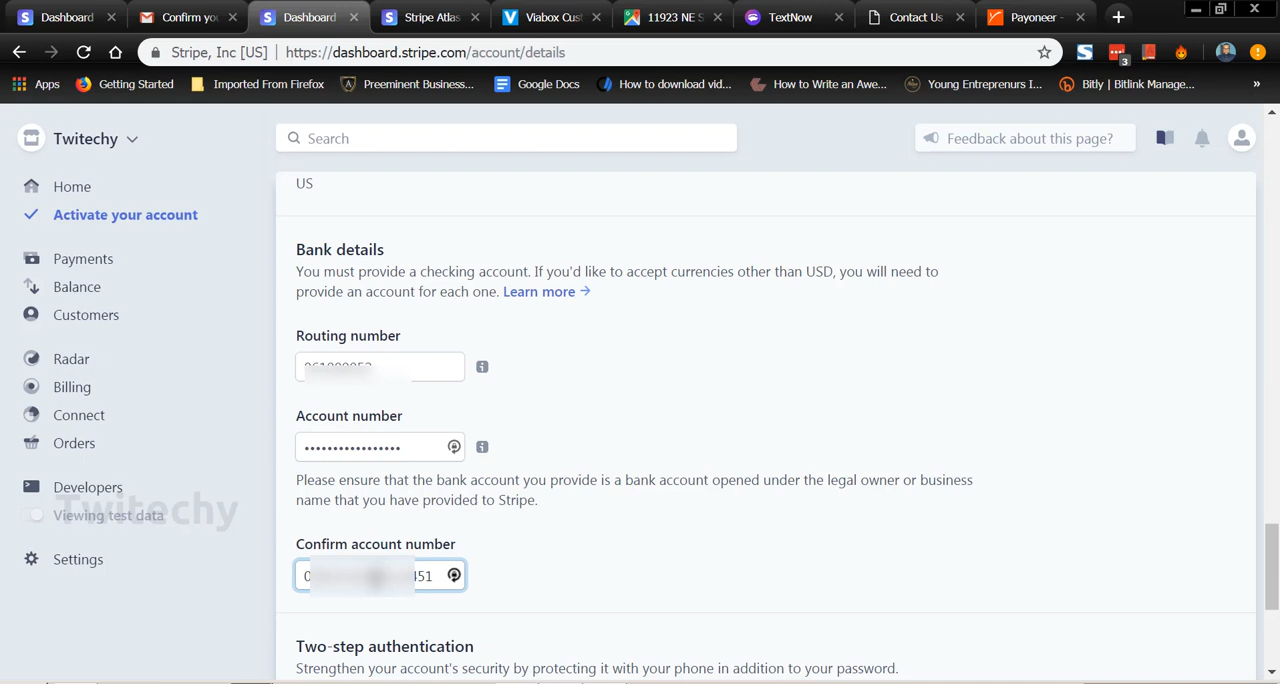 Dashboard
Confirm you
Dashboard
Stripe Atlas
Viabox Cust
11923 NE S
TextNow
Contact Us
Payoneer -
Stripe, Inc [US] | https://dashboard.stripe.com/account/details
3
Apps
Getting Started
Imported From Firefox
Preeminent Business...
Google Docs
How to download vid...
How to Write an Awe...
Young Entreprenurs I...
Bitly | Bitlink Manage...
»
Twitechy
Search
Feedback about this page?
Home
Activate your account
Payments
Balance
Customers
Radar
Billing
Connect
Orders
Developers
Viewing test data
Twitechy
Settings
US
Bank details
You must provide a checking account. If you'd like to accept currencies other than USD, you will need to
provide an account for each one. Learn more →
Routing number
Account number
••••••••••••••••
Please ensure that the bank account you provide is a bank account opened under the legal owner or business
name that you have provided to Stripe.
Confirm account number
Two-step authentication
Strengthen your account's security by protecting it with your phone in addition to your password.